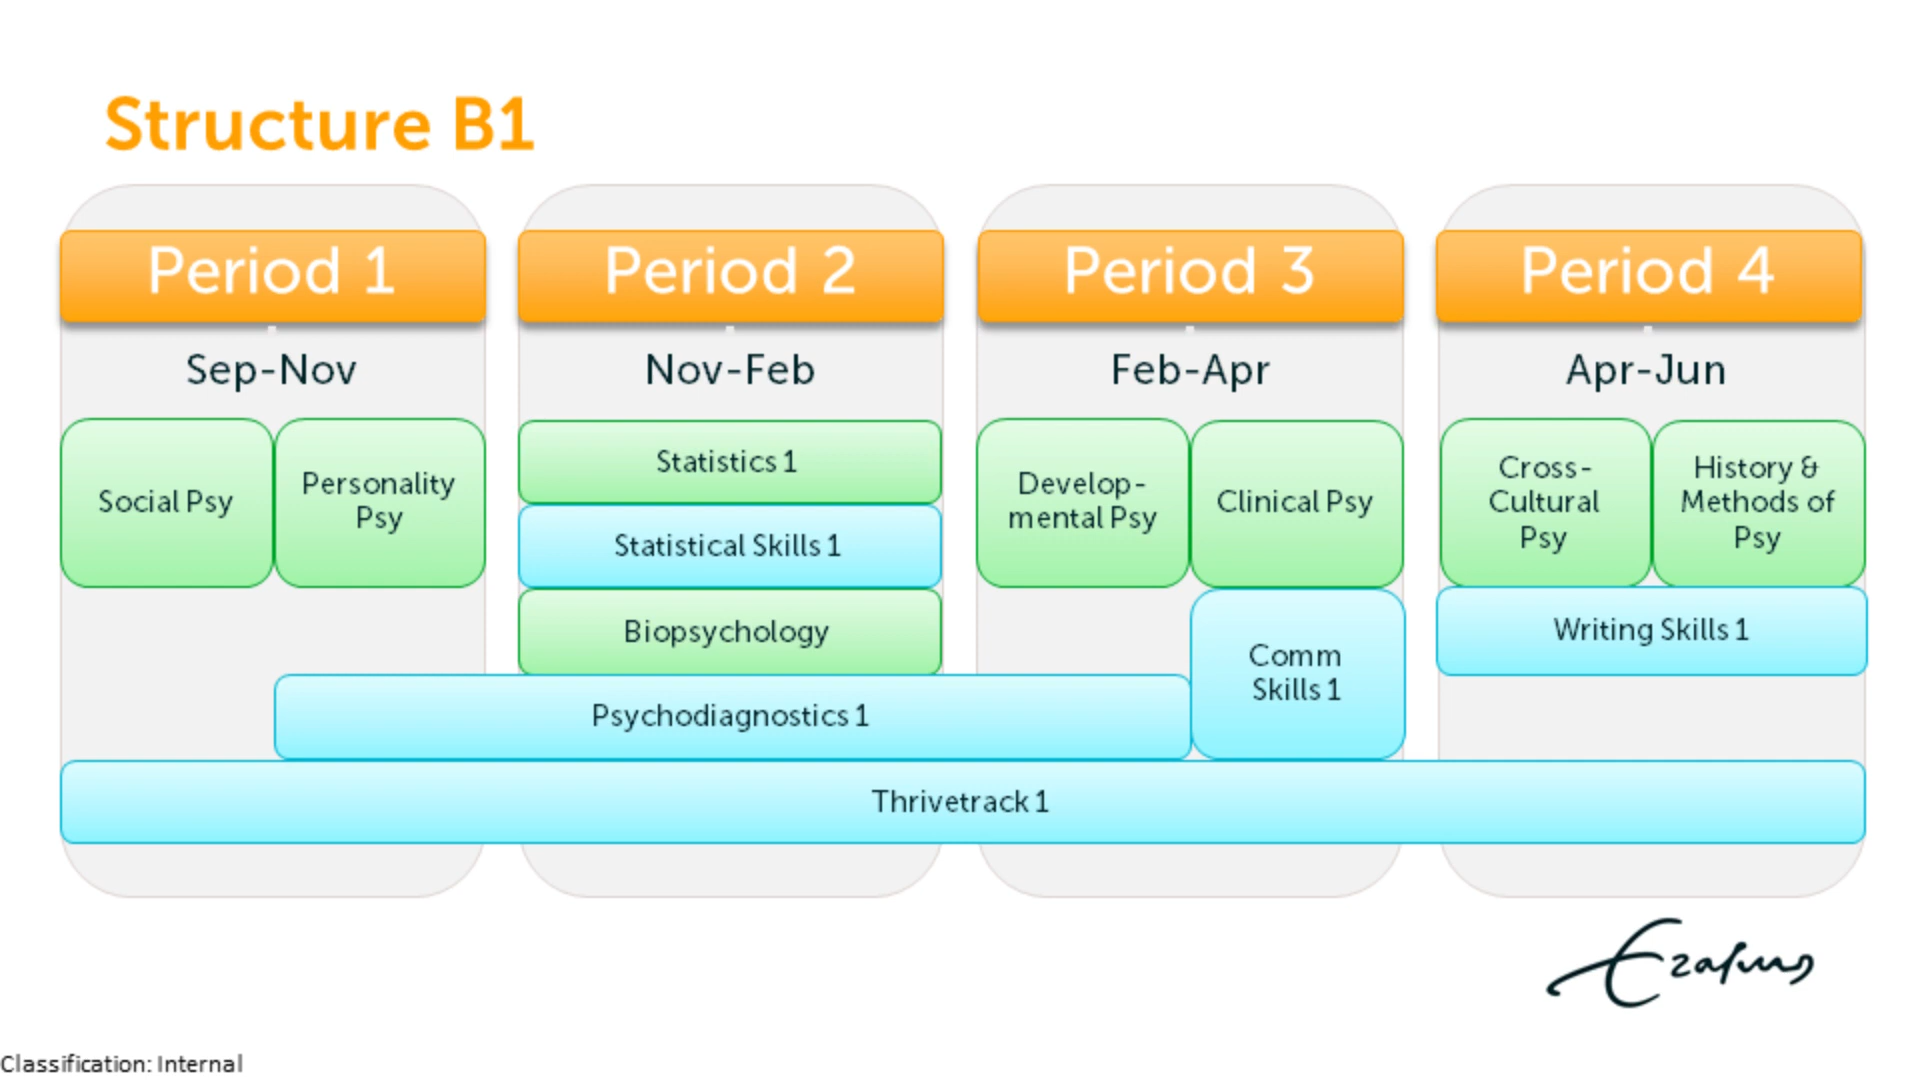 Structure B1
Period 1
Period 2
Period 3
Period 4
Sep-Nov
Nov-Feb
Feb-Apr
Apr-Jun
Social Psy
Personality
Psy
Statistics 1
Statistical Skills 1
Biopsychology
Develop-
mental Psy
Clinical Psy
Cross-
Cultural
Psy
History &
Methods of
Psy
Comm
Skills 1
Writing Skills 1
Psychodiagnostics 1
Thrivetrack 1
Erasmus
Classification: Internal